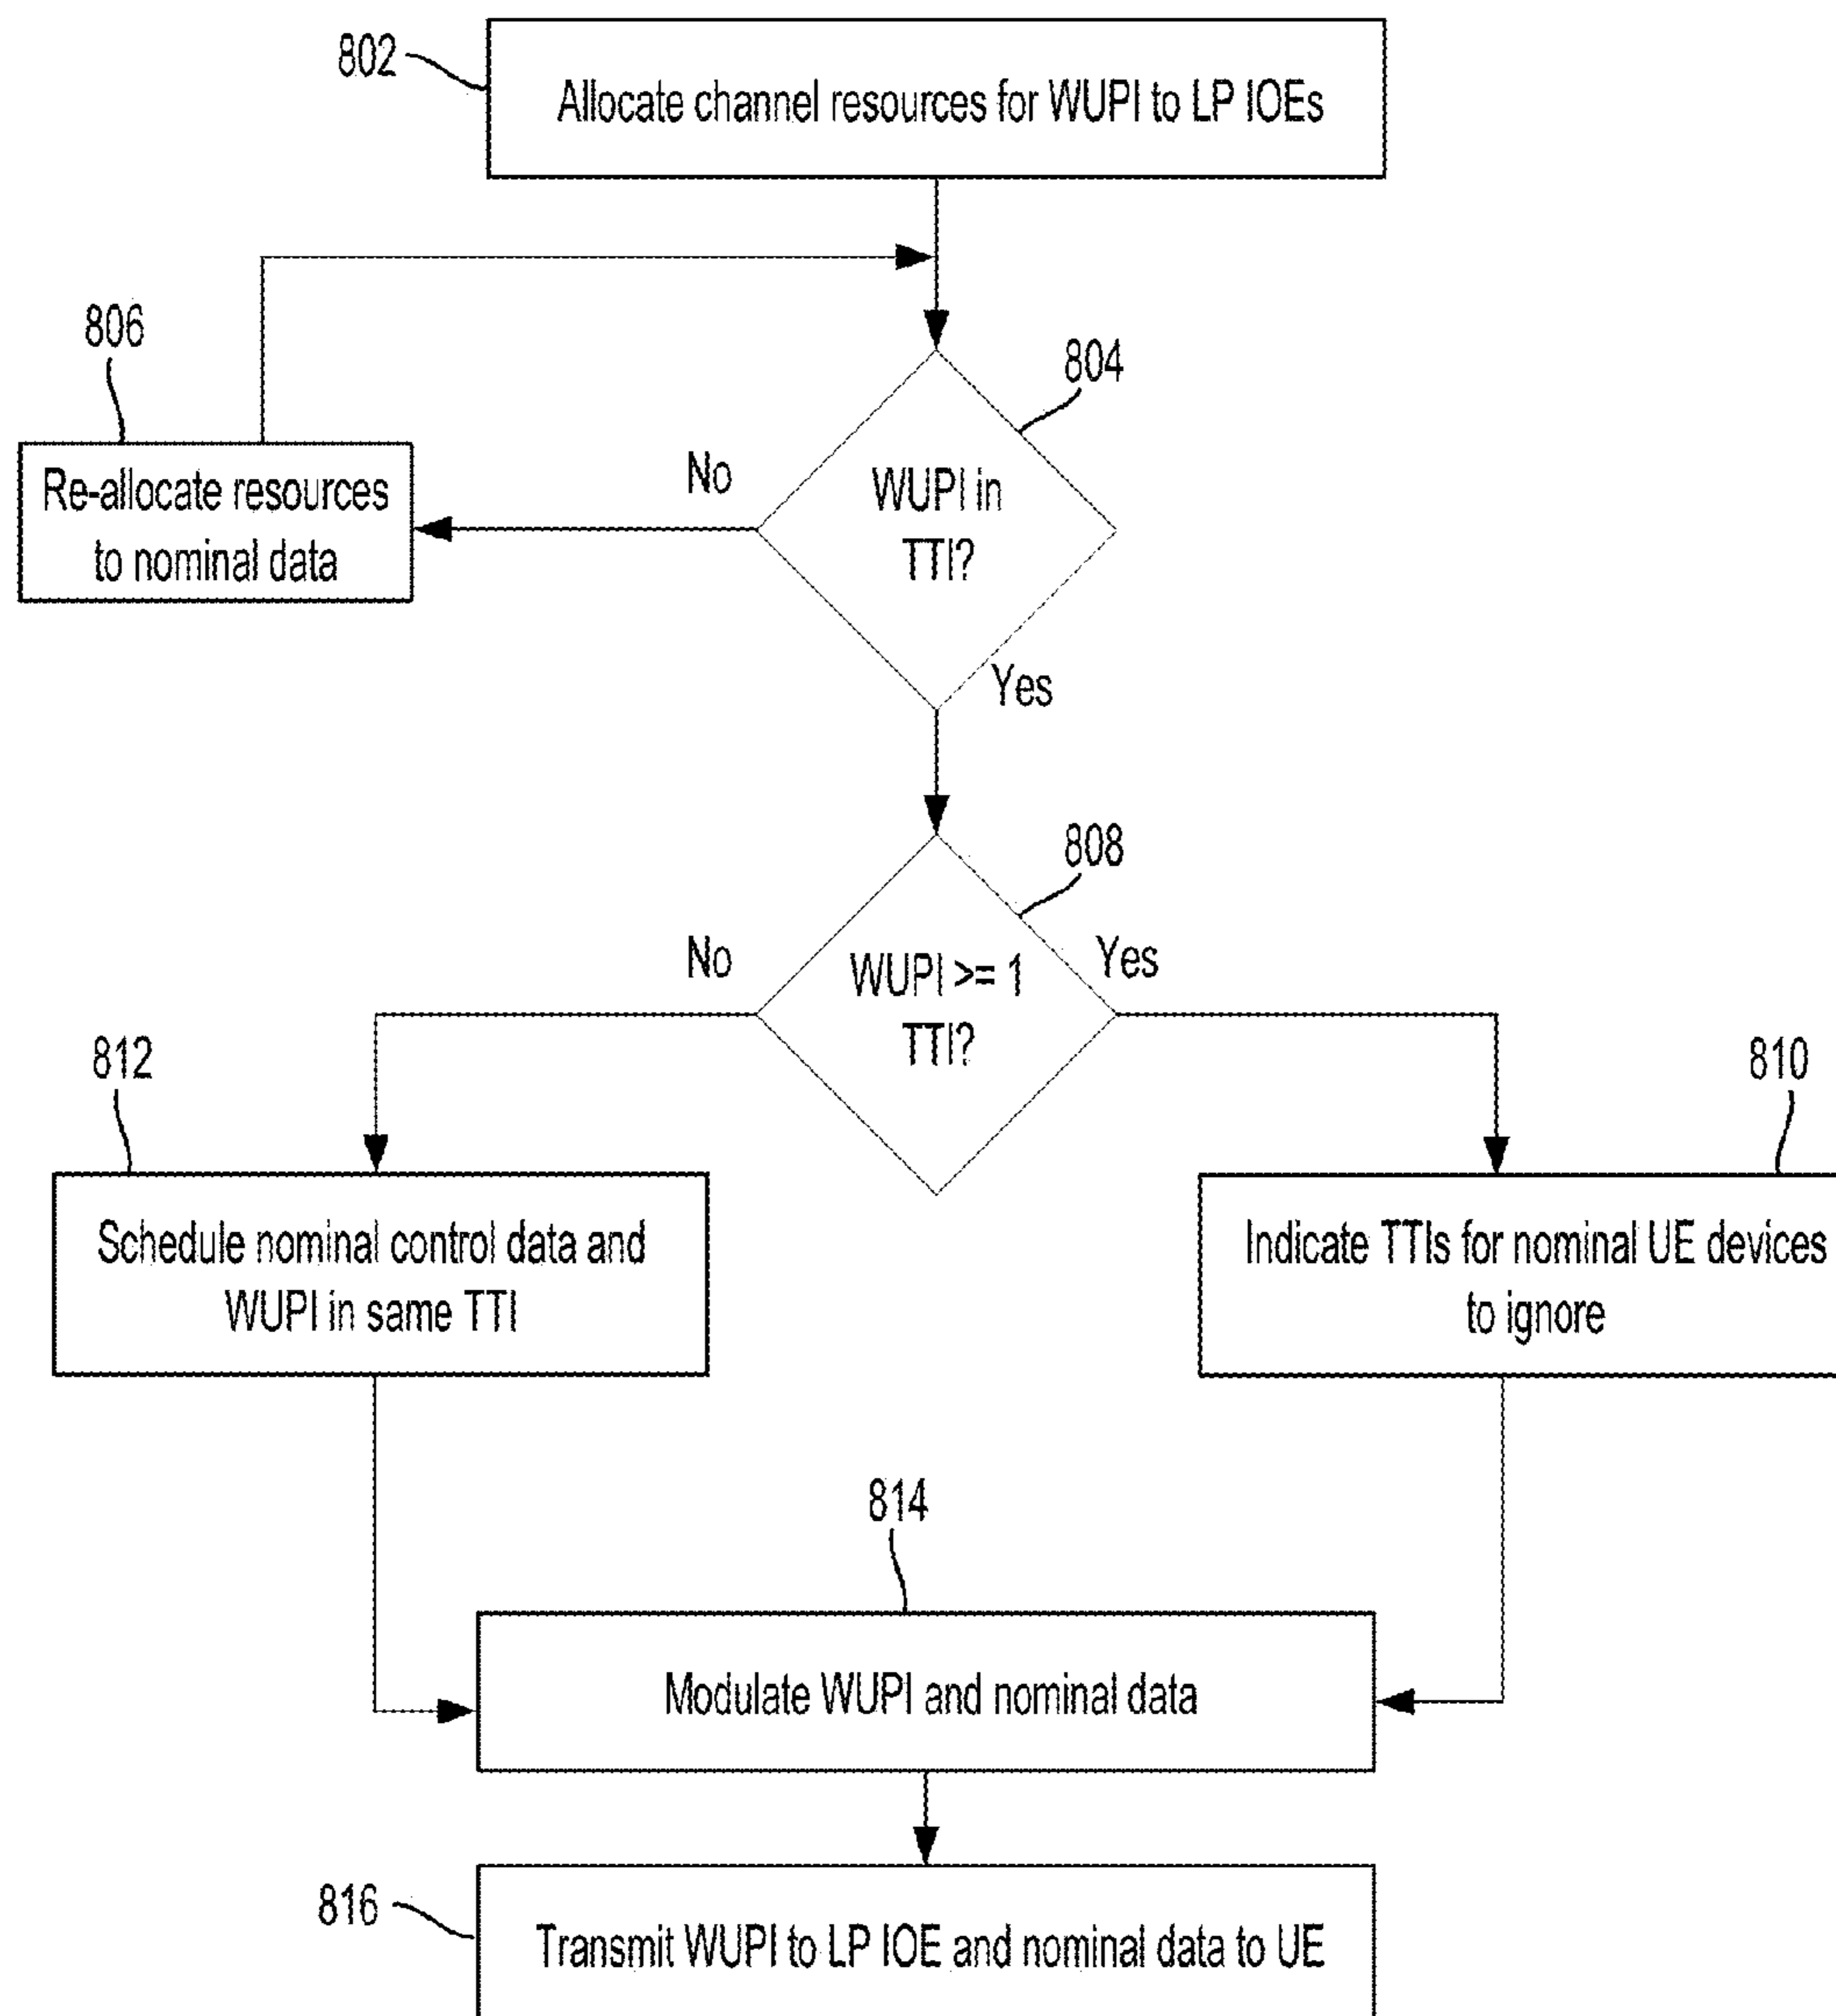 802
Allocate channel resources for WUPI to LP IOEs
806
804
Re-allocate resources
to nominal data
No
WUPI in
TTI?
Yes
808
No
WUPI >= 1
TTI?
Yes
812
810
Schedule nominal control data and
WUPI in same TTI
Indicate TTIs for nominal UE devices
to ignore
814
Modulate WUPI and nominal data
816
Transmit WUPI to LP IOE and nominal data to UE